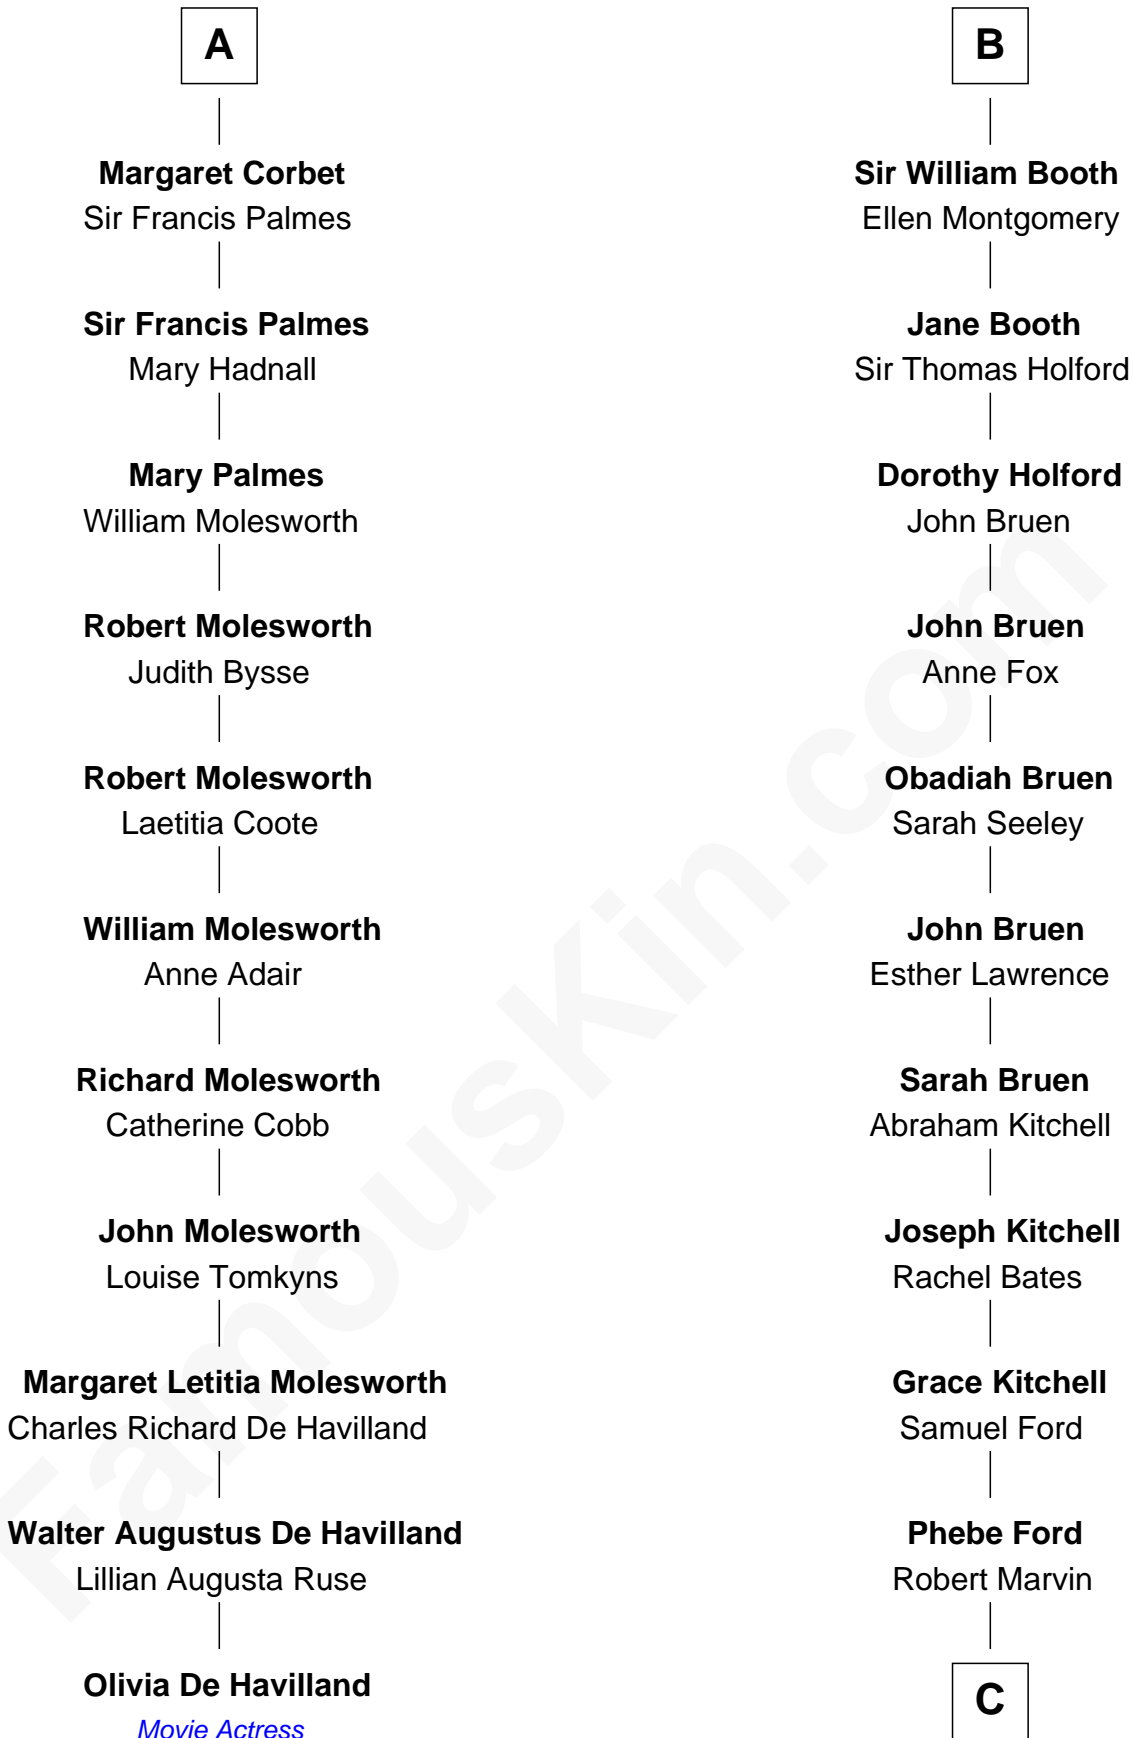 A
Margaret Corbet
Sir Francis Palmes
Sir Francis Palmes
Mary Hadnall
Mary Palmes
William Molesworth
Robert Molesworth
Judith Bysse
Robert Molesworth
Laetitia Coote
William Molesworth
Anne Adair
Richard Molesworth
Catherine Cobb
John Molesworth
Louise Tomkyns
Margaret Letitia Molesworth
Charles Richard De Havilland
Walter Augustus De Havilland
Lillian Augusta Ruse
Olivia De Havilland
Movie Actress
B
Sir William Booth
Ellen Montgomery
Jane Booth
Sir Thomas Holford
Dorothy Holford
John Bruen
John Bruen
Anne Fox
Obadiah Bruen
Sarah Seeley
John Bruen
Esther Lawrence
Sarah Bruen
Abraham Kitchell
Joseph Kitchell
Rachel Bates
Grace Kitchell
Samuel Ford
Phebe Ford
Robert Marvin
C
FamousKin.com